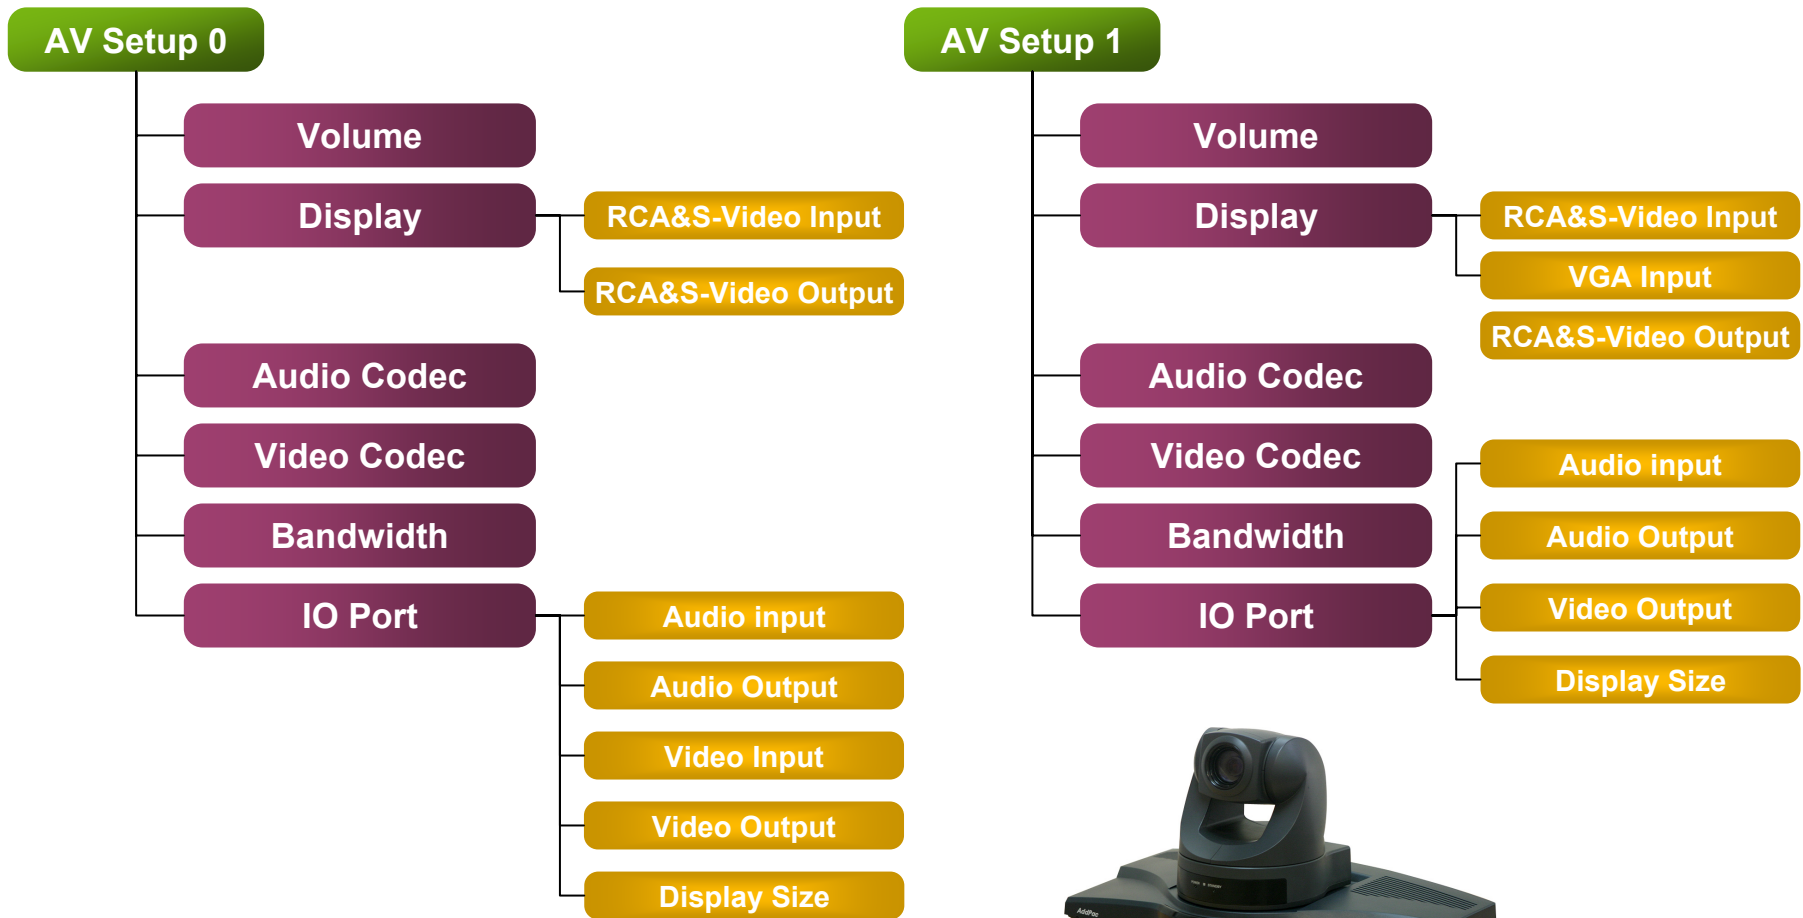 AV Setup 0
Volume
Display
RCA&S-Video Input
RCA&S-Video Output
Audio Codec
Video Codec
Bandwidth
IO Port
Audio input
Audio Output
Video Input
Video Output
Display Size
AV Setup 1
Volume
Display
RCA&S-Video Input
VGA Input
RCA&S-Video Output
Audio Codec
Video Codec
Bandwidth
IO Port
Audio input
Audio Output
Video Output
Display Size
AddPac